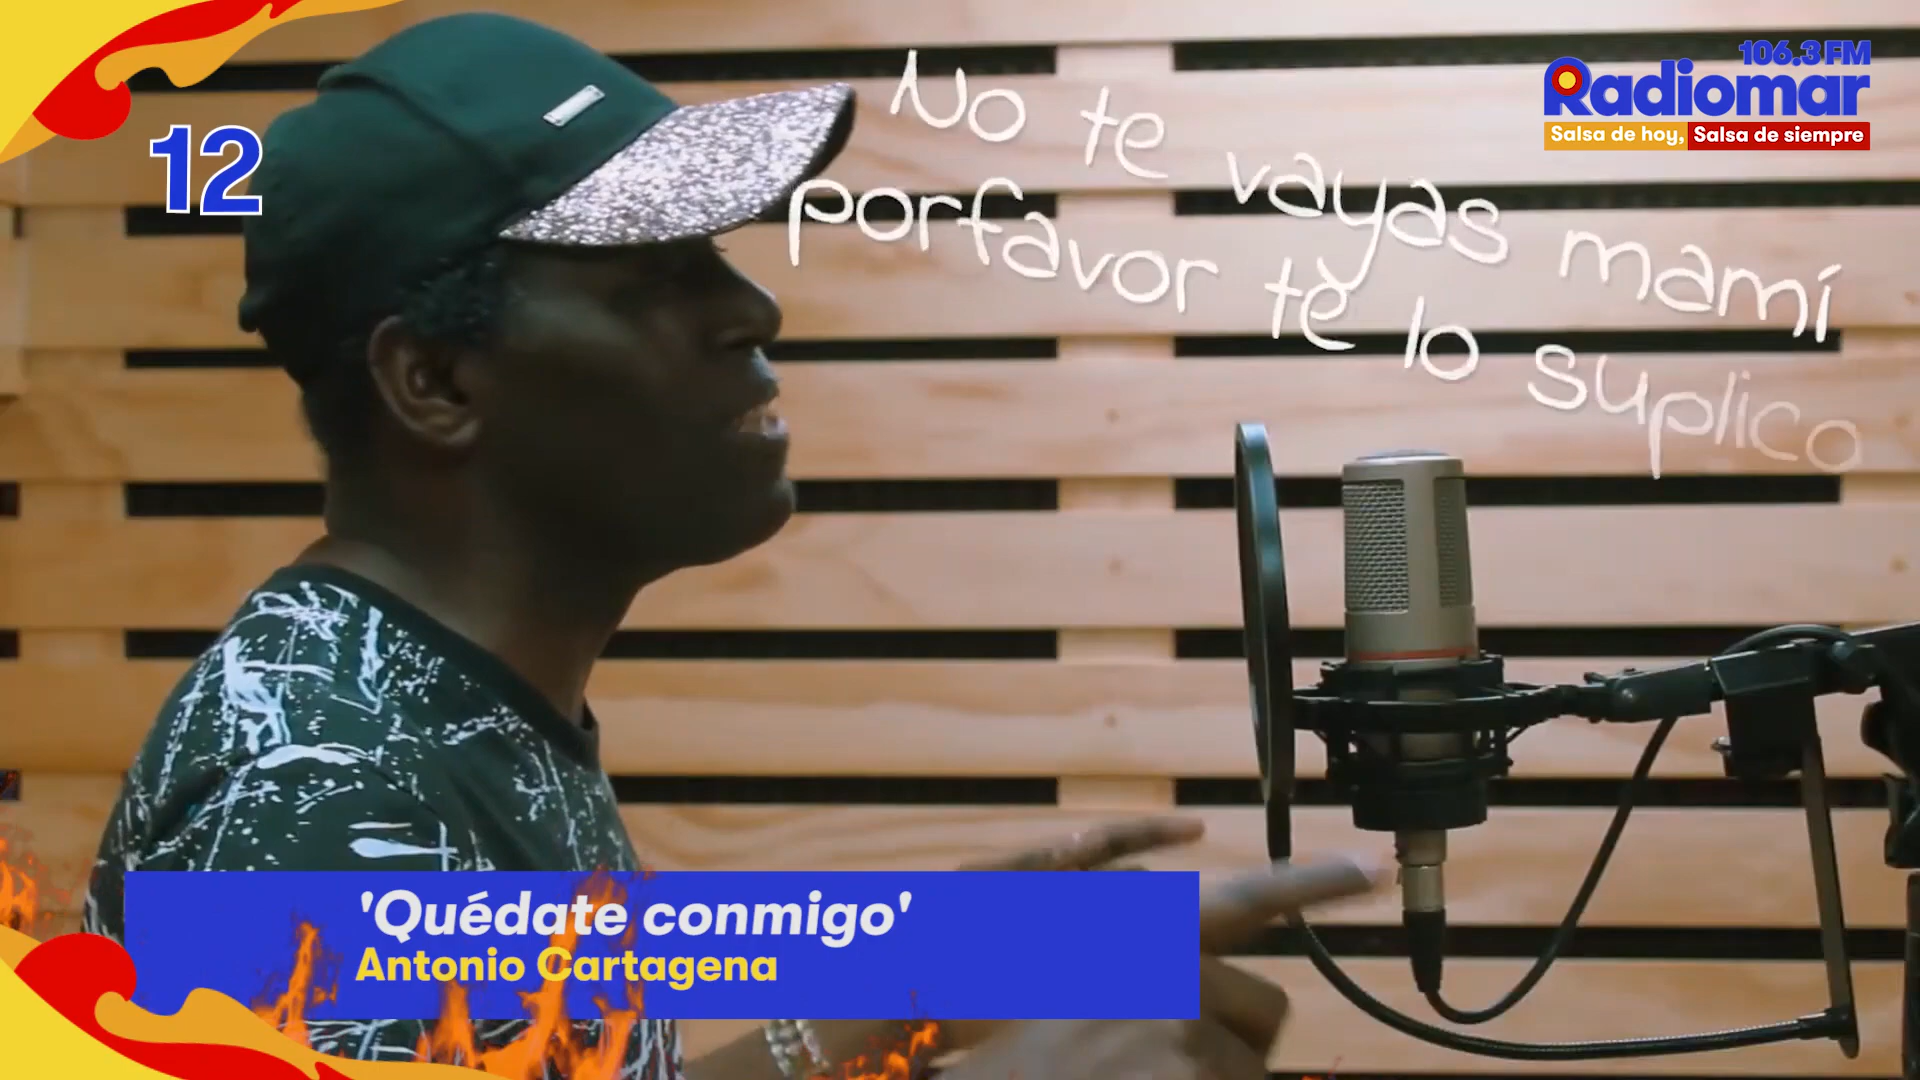 106.3 FM
Radiomar
Salsa de hoy, Salsa de siempre
12
No te vayas mamí
porfavor te lo suplico
'Quédate conmigo'
Antonio Cartagena